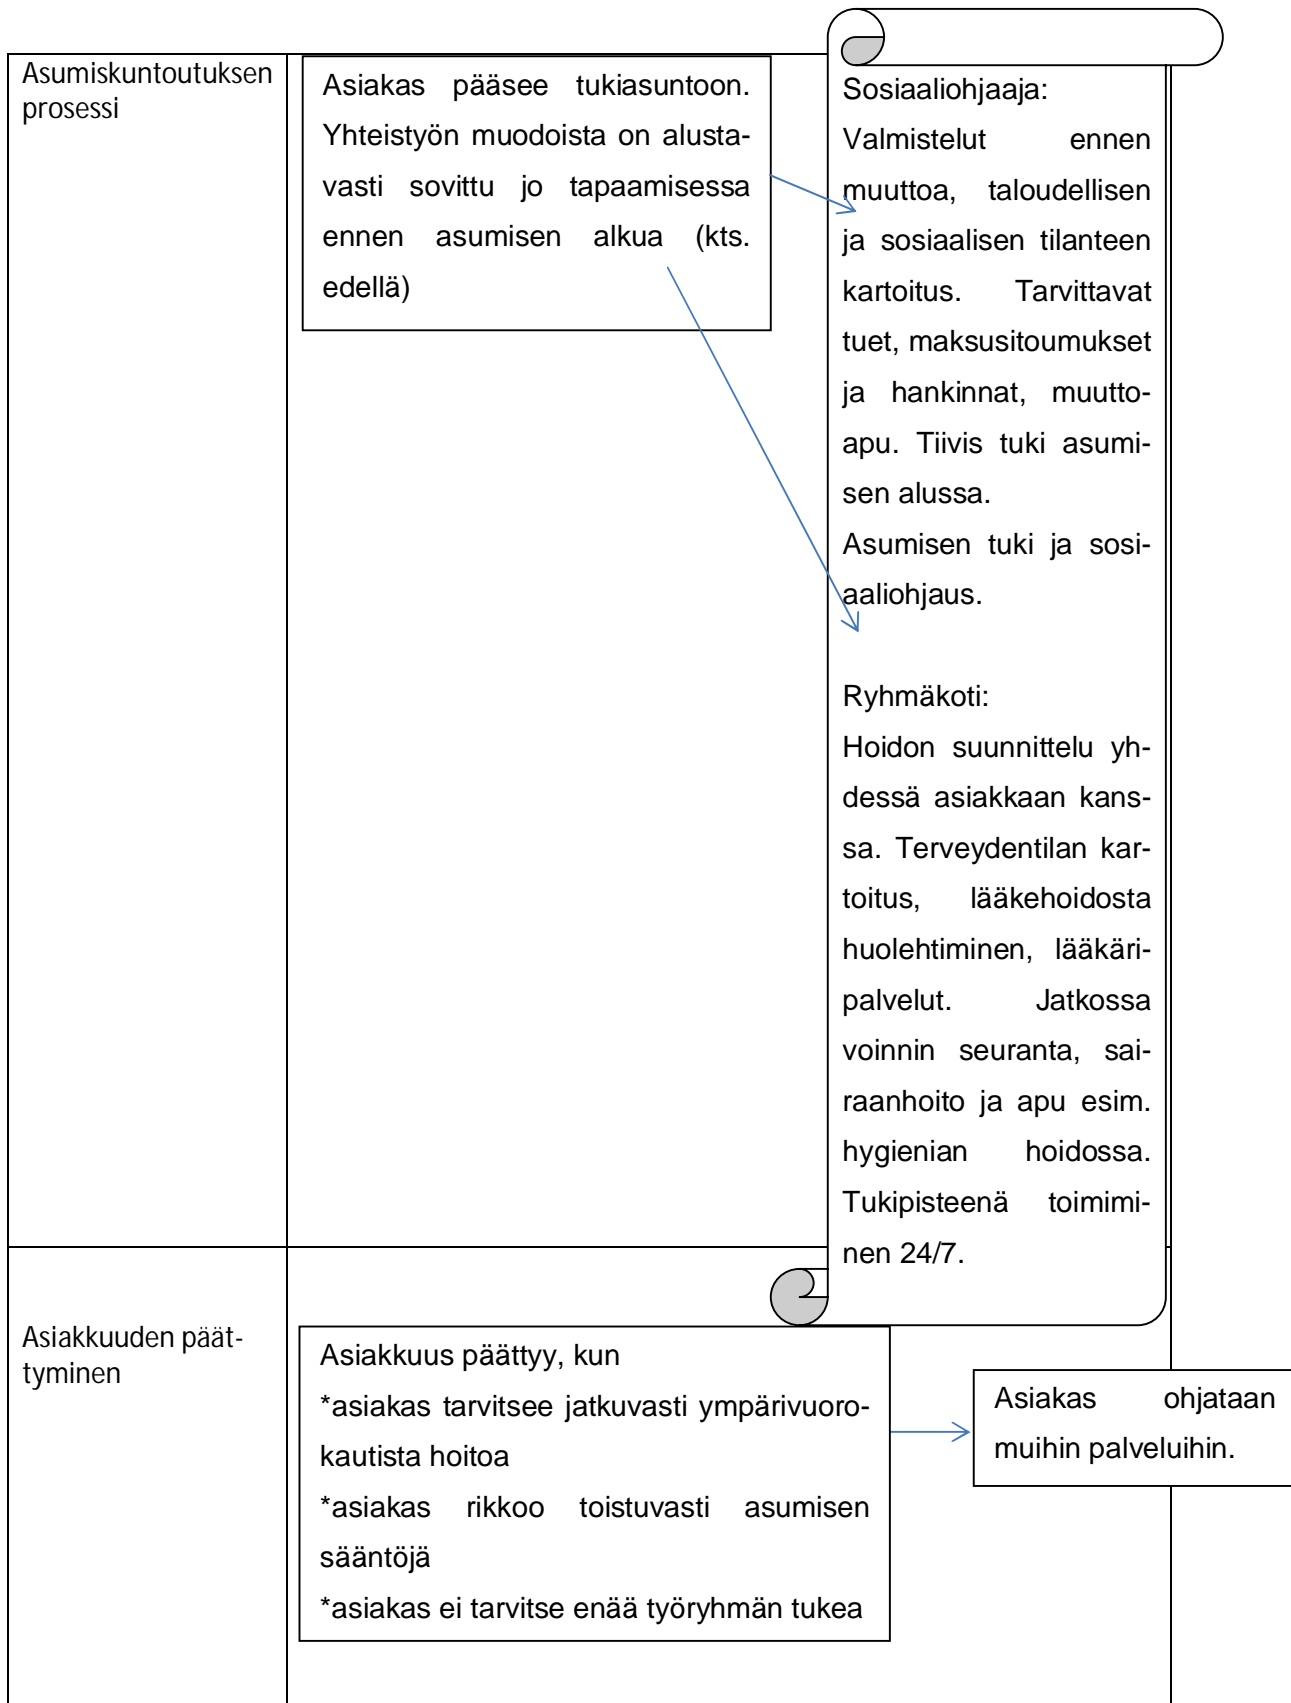 Asumiskuntoutuksen
prosessi
Asiakas pääsee tukiasuntoon.
Yhteistyön muodoista on alusta-
vasti sovittu jo tapaamisessa
ennen asumisen alkua (kts.
edellä)
Sosiaaliohjaaja:
Valmistelut ennen
muuttoa, taloudellisen
ja sosiaalisen tilanteen
kartoitus. Tarvittavat
tuet, maksusitoumukset
ja hankinnat, muutto-
apu. Tiivis tuki asumi-
sen alussa.
Asumisen tuki ja sosi-
aaliohjaus.
Ryhmäkoti:
Hoidon suunnittelu yh-
dessä asiakkaan kans-
sa. Terveydentilan kar-
toitus, lääkehoidosta
huolehtiminen, lääkäri-
palvelut. Jatkossa
voinnin seuranta, sai-
raanhoito ja apu esim.
hygienian hoidossa.
Tukipisteenä toimimi-
nen 24/7.
Asiakkuuden päät-
tyminen
Asiakkuus päättyy, kun
*asiakas tarvitsee jatkuvasti ympärivuoro-
kautista hoitoa
*asiakas rikkoo toistuvasti asumisen
sääntöjä
*asiakas ei tarvitse enää työryhmän tukea
Asiakas ohjataan
muihin palveluihin.